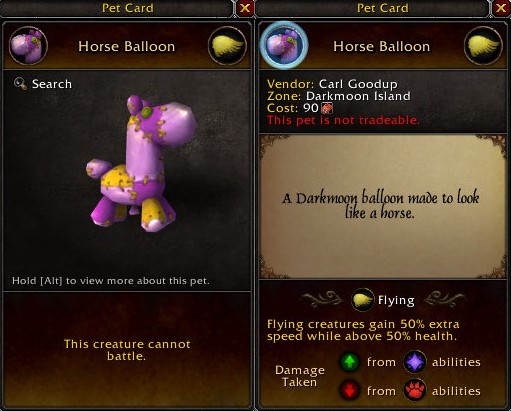 Pet Card
Horse Balloon
Search
Hold [Alt] to view more about this pet.
This creature cannot
battle.
Pet Card
Horse Balloon
Vendor: Carl Goodup
Zone: Darkmoon Island
Cost: 90
This pet is not tradeable.
A Darkmoon balloon made to look
like a horse.
Flying
Flying creatures gain 50% extra
speed while above 50% health.
Damage
Taken
from abilities
from abilities